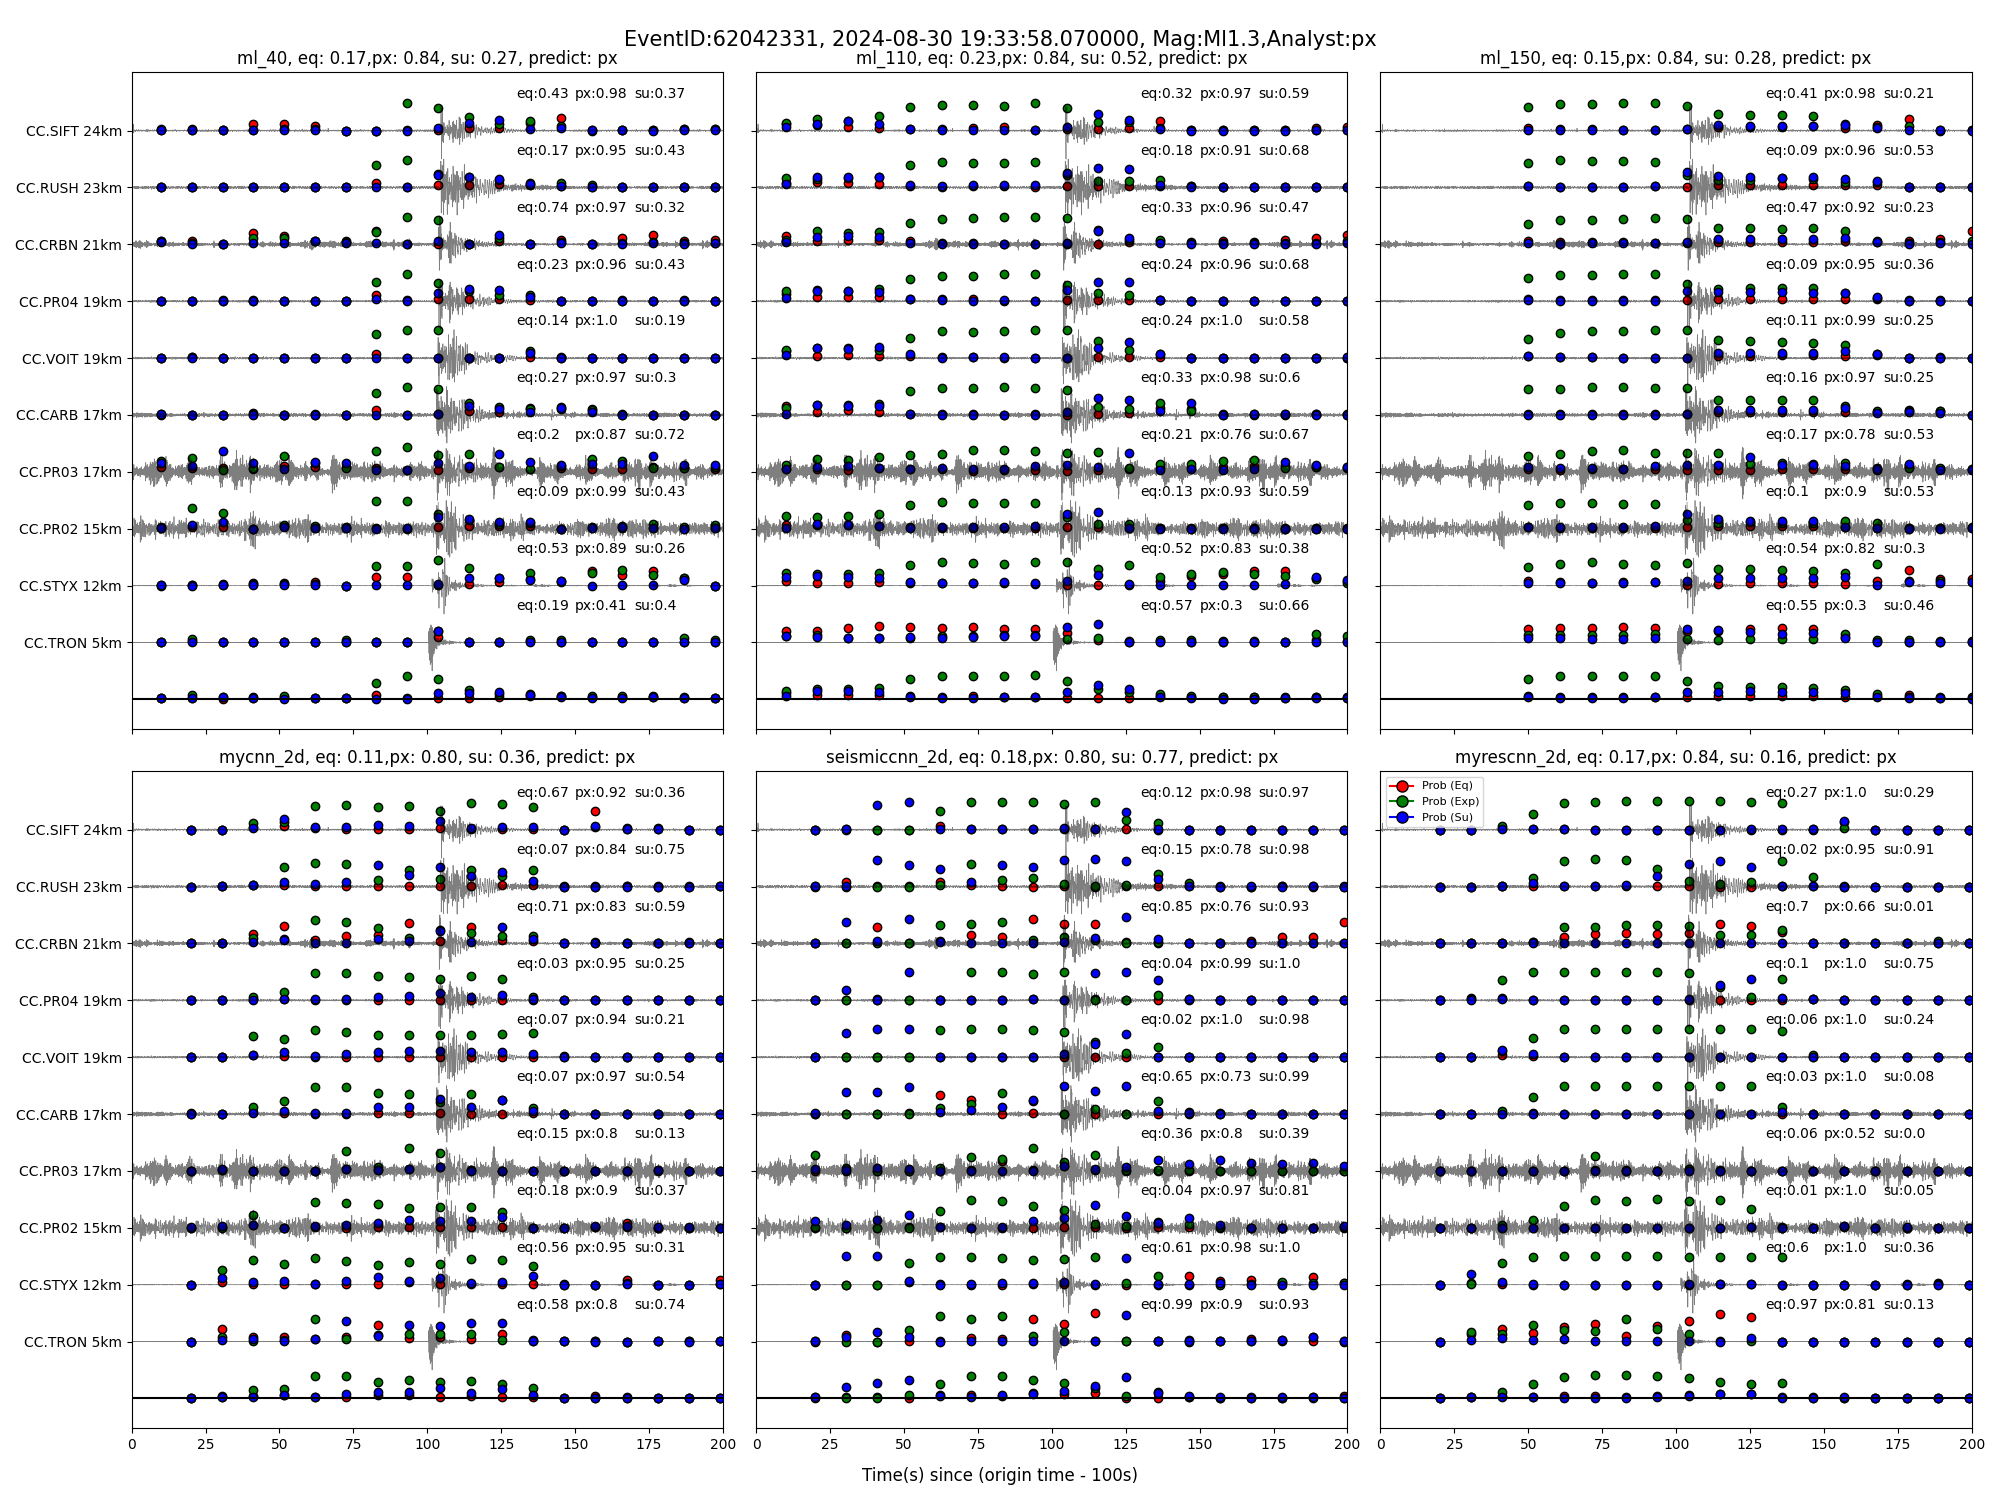 EventID:62042331, 2024-08-30 19:33:58.070000, Mag:Ml1.3,Analyst:px
ml_40, eq: 0.17,px: 0.84, su: 0.27, predict: px
CC.SIFT 24km
eq:0.43 px:0.98 su:0.37
CC.RUSH 23km
eq:0.17 px:0.95 su:0.43
CC.CRBN 21km
eq:0.74 px:0.97 su:0.32
CC.PR04 19km
eq:0.23 px:0.96 su:0.43
CC.VOIT 19km
eq:0.14 px:1.0 su:0.19
CC.CARB 17km
eq:0.27 px:0.97 su:0.3
CC.PR03 17km
eq:0.2 px:0.87 su:0.72
CC.PR02 15km
eq:0.09 px:0.99 su:0.43
CC.STYX 12km
eq:0.53 px:0.89 su:0.26
CC.TRON 5km
eq:0.19 px:0.41 su:0.4
ml_110, eq: 0.23,px: 0.84, su: 0.52, predict: px
eq:0.32 px:0.97 su:0.59
eq:0.18 px:0.91 su:0.68
eq:0.33 px:0.96 su:0.47
eq:0.24 px:0.96 su:0.68
eq:0.24 px:1.0 su:0.58
eq:0.33 px:0.98 su:0.6
eq:0.21 px:0.76 su:0.67
eq:0.13 px:0.93 su:0.59
eq:0.52 px:0.83 su:0.38
eq:0.57 px:0.3 su:0.66
ml_150, eq: 0.15,px: 0.84, su: 0.28, predict: px
eq:0.41 px:0.98 su:0.21
eq:0.09 px:0.96 su:0.53
eq:0.47 px:0.92 su:0.23
eq:0.09 px:0.95 su:0.36
eq:0.11 px:0.99 su:0.25
eq:0.16 px:0.97 su:0.25
eq:0.17 px:0.78 su:0.53
eq:0.1 px:0.9 su:0.53
eq:0.54 px:0.82 su:0.3
eq:0.55 px:0.3 su:0.46
mycnn_2d, eq: 0.11,px: 0.80, su: 0.36, predict: px
CC.SIFT 24km
eq:0.67 px:0.92 su:0.36
CC.RUSH 23km
eq:0.07 px:0.84 su:0.75
CC.CRBN 21km
eq:0.71 px:0.83 su:0.59
CC.PR04 19km
eq:0.03 px:0.95 su:0.25
CC.VOIT 19km
eq:0.07 px:0.94 su:0.21
CC.CARB 17km
eq:0.07 px:0.97 su:0.54
CC.PR03 17km
eq:0.15 px:0.8 su:0.13
CC.PR02 15km
eq:0.18 px:0.9 su:0.37
CC.STYX 12km
eq:0.56 px:0.95 su:0.31
CC.TRON 5km
eq:0.58 px:0.8 su:0.74
0 25 50 75 100 125 150 175 200
seismiccnn_2d, eq: 0.18,px: 0.80, su: 0.77, predict: px
eq:0.12 px:0.98 su:0.97
eq:0.15 px:0.78 su:0.98
eq:0.85 px:0.76 su:0.93
eq:0.04 px:0.99 su:1.0
eq:0.02 px:1.0 su:0.98
eq:0.65 px:0.73 su:0.99
eq:0.36 px:0.8 su:0.39
eq:0.04 px:0.97 su:0.81
eq:0.61 px:0.98 su:1.0
eq:0.99 px:0.9 su:0.93
0 25 50 75 100 125 150 175 200
myrescnn_2d, eq: 0.17,px: 0.84, su: 0.16, predict: px
Prob (Eq)
Prob (Exp)
Prob (Su)
eq:0.27 px:1.0 su:0.29
eq:0.02 px:0.95 su:0.91
eq:0.7 px:0.66 su:0.01
eq:0.1 px:1.0 su:0.75
eq:0.06 px:1.0 su:0.24
eq:0.03 px:1.0 su:0.08
eq:0.06 px:0.52 su:0.0
eq:0.01 px:1.0 su:0.05
eq:0.6 px:1.0 su:0.36
eq:0.97 px:0.81 su:0.13
0 25 50 75 100 125 150 175 200
Time(s) since (origin time - 100s)